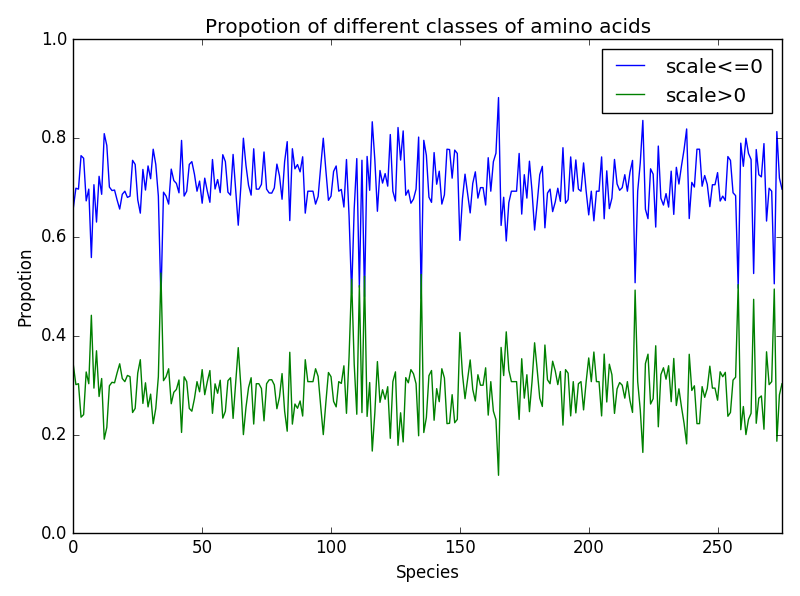 Propotion of different classes of amino acids
scale<=0
scale>0
1.0
0.8
0.6
0.4
0.2
0.0
Propotion
0 50 100 150 200 250
Species